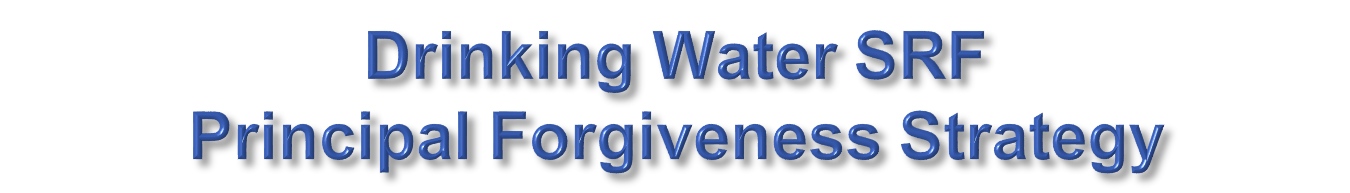 Drinking Water SRF
Principal Forgiveness Strategy